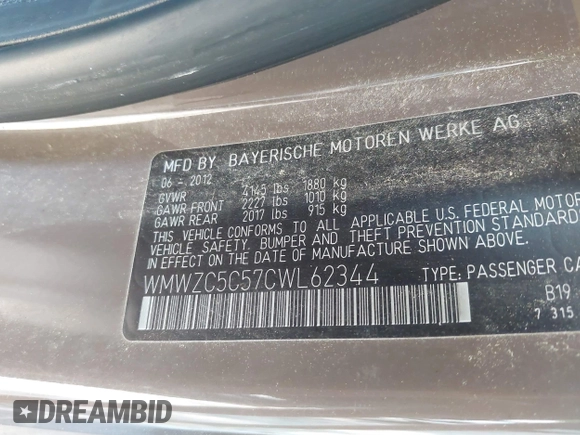 MFD BY BAYERISCHE MOTOREN WERKE AG
06 - 2012
GVWR 4145 lbs 1880 kg
GAWR FRONT 2227 lbs 1010 kg
GAWR REAR 2017 lbs 915 kg
THIS VEHICLE CONFORMS TO ALL APPLICABLE U.S. FEDERAL MOTOR
VEHICLE SAFETY, BUMPER, AND THEFT PREVENTION STANDARDS
IN EFFECT ON THE DATE OF MANUFACTURE SHOWN ABOVE.
WMWZC5C57CWL62344 TYPE: PASSENGER CA
B19
7 315
DREAMBID